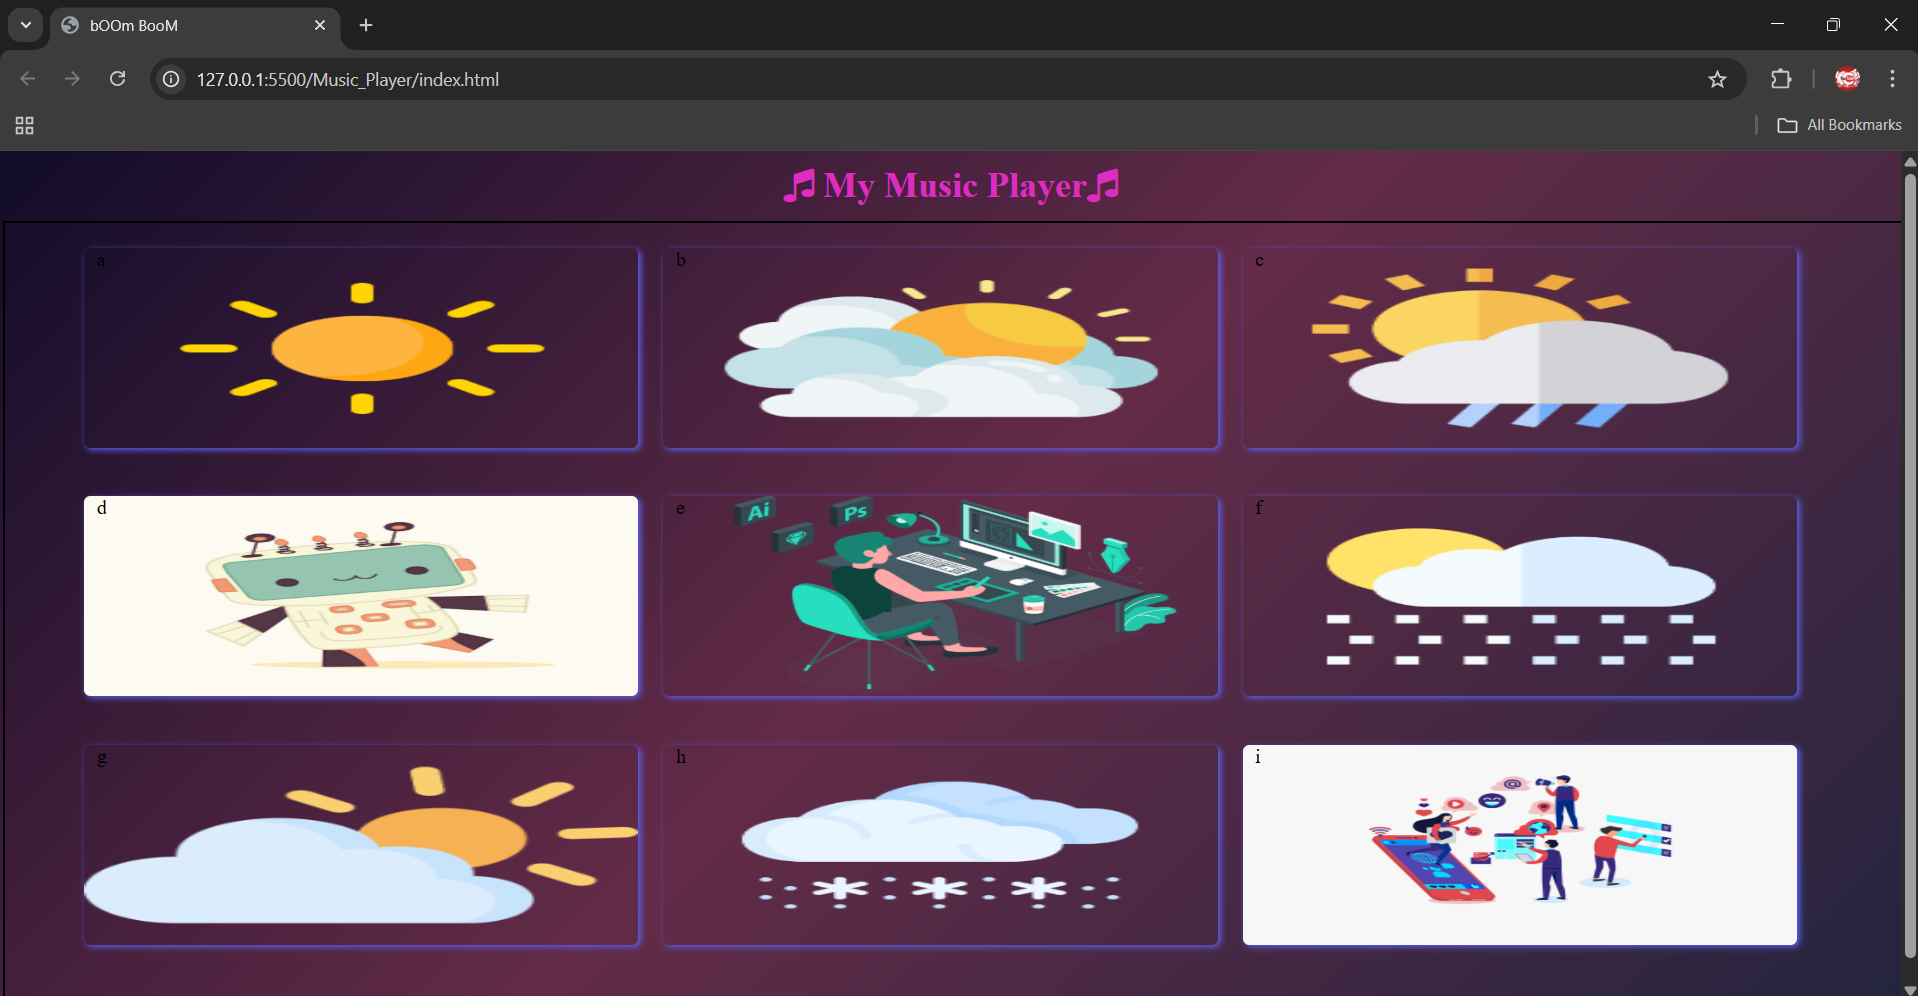 bOOm BooM
127.0.0.1:5500/Music_Player/index.html
All Bookmarks
My Music Player
a
b
c
d
e
Ai
Ps
f
g
h
i
@